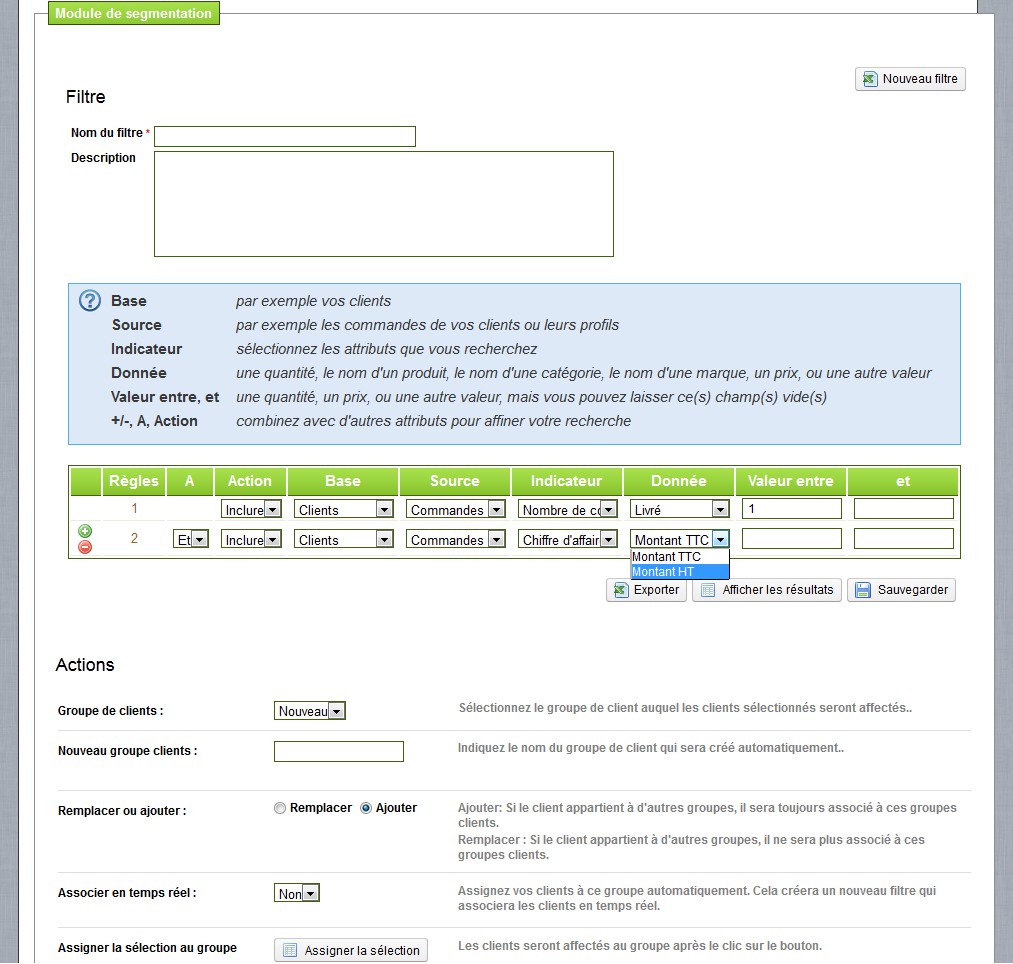 Module de segmentation
Nouveau filtre
Filtre
Nom du filtre *
Description
Base par exemple vos clients
Source par exemple les commandes de vos clients ou leurs profils
Indicateur sélectionnez les attributs que vous recherchez
Donnée une quantité, le nom d'un produit, le nom d'une catégorie, le nom d'une marque, un prix, ou une autre valeur
Valeur entre, et une quantité, un prix, ou une autre valeur, mais vous pouvez laisser ce(s) champ(s) vide(s)
+/-, A, Action combinez avec d'autres attributs pour affiner votre recherche
Règles A Action Base Source Indicateur Donnée Valeur entre et
1 Inclure Clients Commandes Nombre de co Livré 1
2 Et Inclure Clients Commandes Chiffre d'affair Montant TTC
Montant TTC
Montant HT
Exporter Afficher les résultats Sauvegarder
Actions
Groupe de clients : Nouveau Sélectionnez le groupe de client auquel les clients sélectionnés seront affectés..
Nouveau groupe clients : Indiquez le nom du groupe de client qui sera créé automatiquement..
Remplacer ou ajouter : Remplacer Ajouter Ajouter: Si le client appartient à d'autres groupes, il sera toujours associé à ces groupes
clients.
Remplacer : Si le client appartient à d'autres groupes, il ne sera plus associé à ces
groupes clients.
Associer en temps réel : Non Assignez vos clients à ce groupe automatiquement. Cela créera un nouveau filtre qui
associera les clients en temps réel.
Assigner la sélection au groupe Assigner la sélection Les clients seront affectés au groupe après le clic sur le bouton.